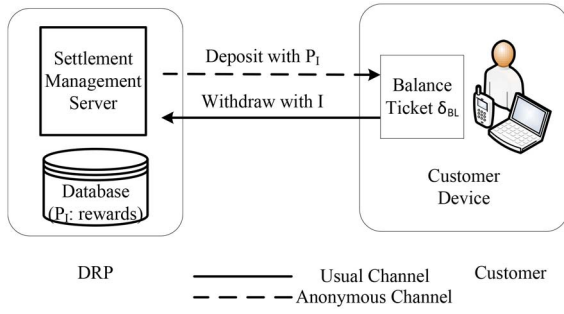 Settlement
Management
Server
Deposit with P_I
Withdraw with I
Balance
Ticket δ_BL
Database
(P_I: rewards)
Customer
Device
DRP
Usual Channel
Customer
Anonymous Channel